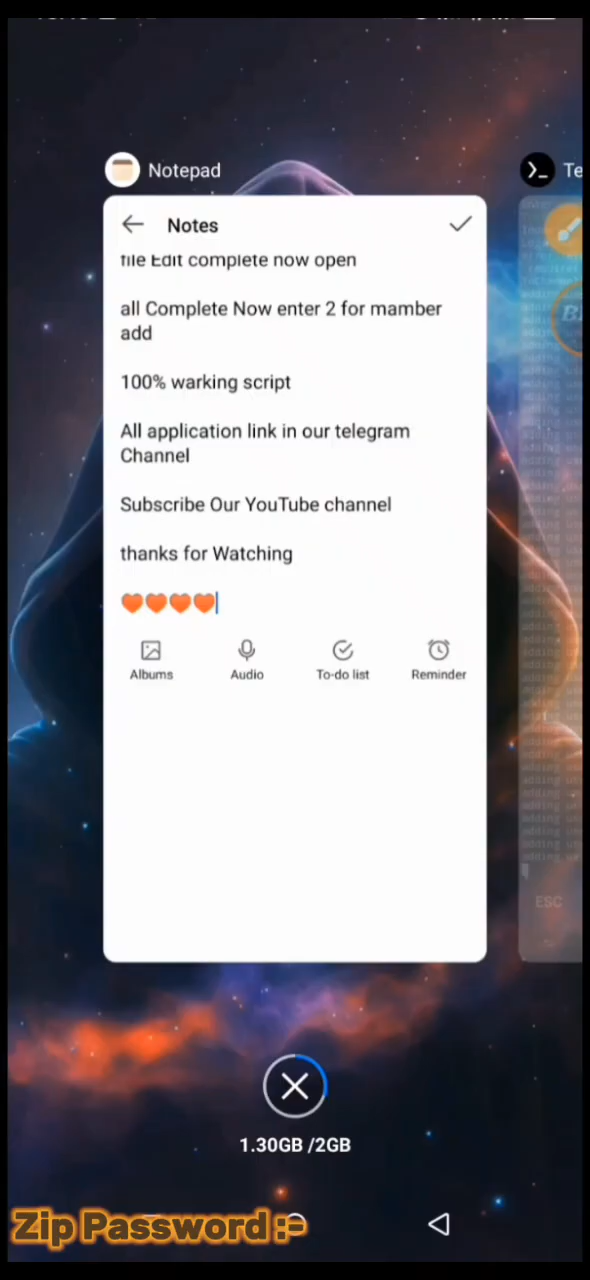 Notepad
Te
Notes
file Edit complete now open
all Complete Now enter 2 for mamber
add
100% warking script
All application link in our telegram
Channel
Subscribe Our YouTube channel
thanks for Watching
🧡🧡🧡🧡
Albums Audio To-do list Reminder
ESC
1.30GB /2GB
Zip Password :-